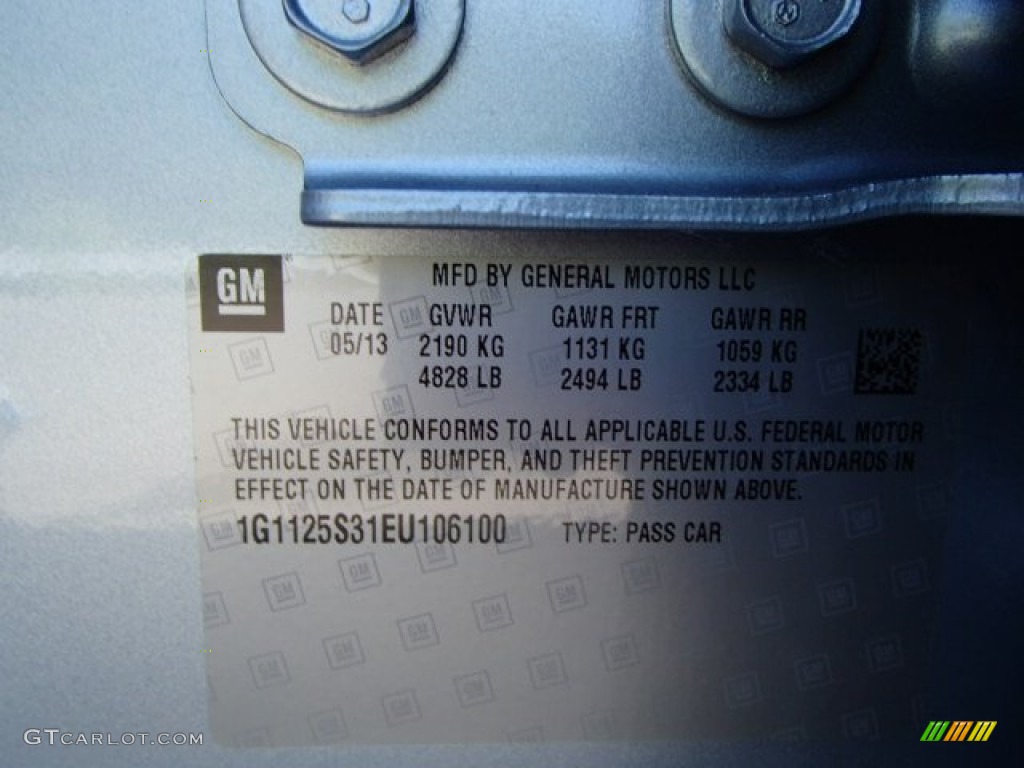 GM
MFD BY GENERAL MOTORS LLC
DATE GVWR GAWR FRT GAWR RR
05/13 2190 KG 1131 KG 1059 KG
4828 LB 2494 LB 2334 LB
THIS VEHICLE CONFORMS TO ALL APPLICABLE U.S. FEDERAL MOTOR
VEHICLE SAFETY, BUMPER, AND THEFT PREVENTION STANDARDS IN
EFFECT ON THE DATE OF MANUFACTURE SHOWN ABOVE.
1G1125S31EU106100 TYPE: PASS CAR
GTCARLOT.COM